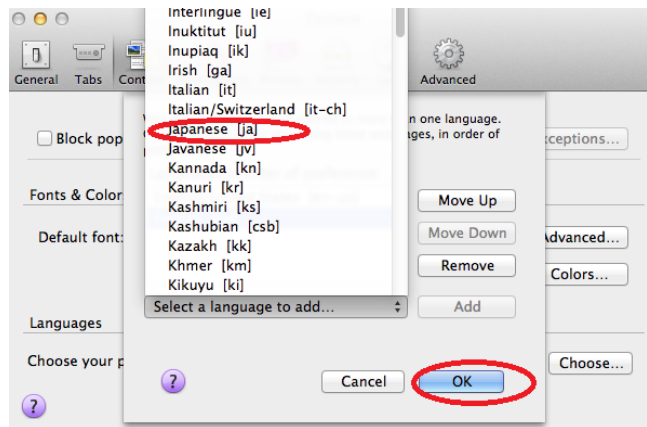 Interlingue [ie]
Inuktitut [iu]
Inupiaq [ik]
Irish [ga]
Italian [it]
Italian/Switzerland [it-ch]
Japanese [ja]
Javanese [jv]
Kannada [kn]
Kanuri [kr]
Kashmiri [ks]
Kashubian [csb]
Kazakh [kk]
Khmer [km]
Kikuyu [ki]
General Tabs Cont
Advanced
n one language.
ges, in order of
Block pop
ceptions...
Fonts & Color
Move Up
Default font:
Move Down
Advanced...
Remove
Colors...
Select a language to add...
Add
Languages
Choose your p
Choose...
?
Cancel
OK
?